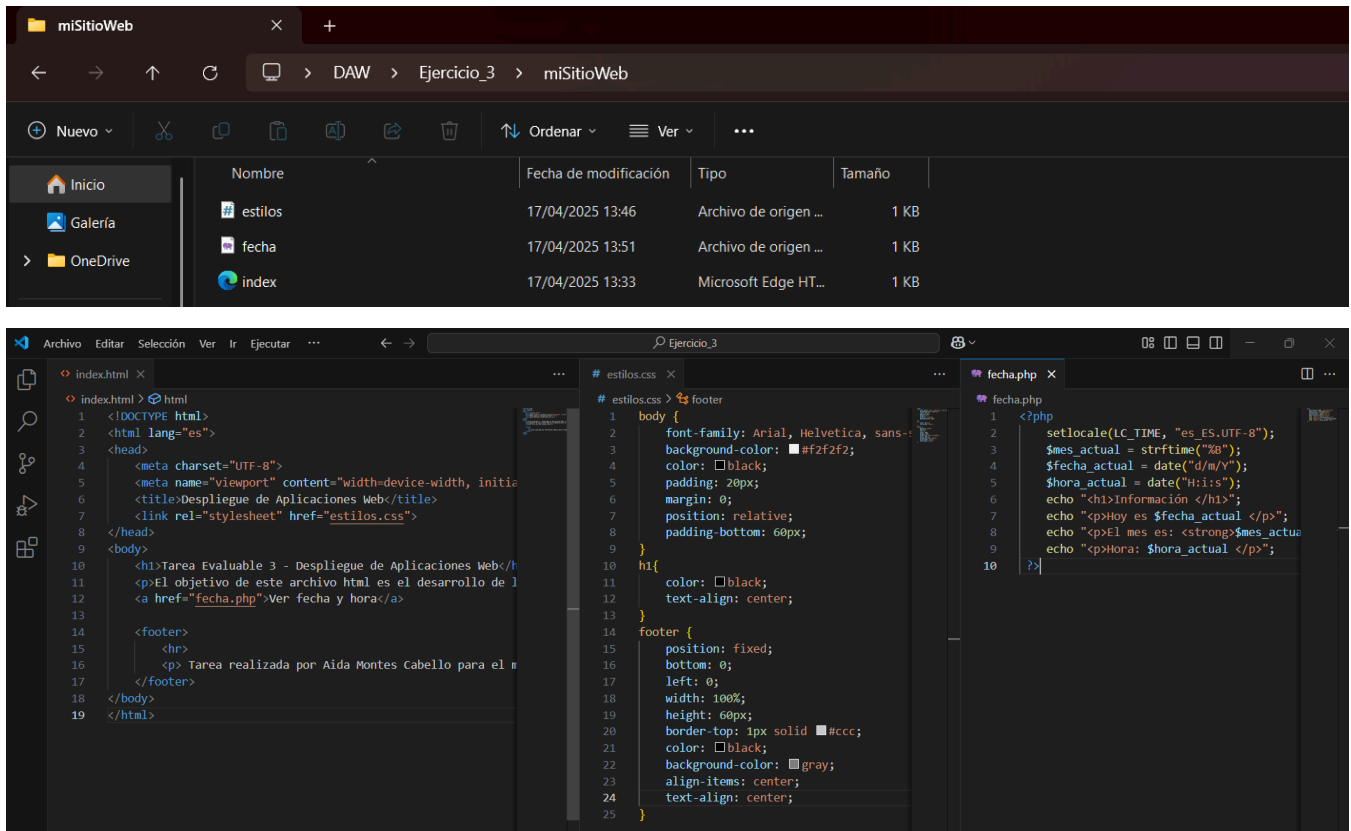 miSitioWeb
DAW > Ejercicio_3 > miSitioWeb
Nuevo
Ordenar
Ver
Nombre Fecha de modificación Tipo Tamaño
Inicio
Galería
OneDrive
estilos 17/04/2025 13:46 Archivo de origen ... 1 KB
fecha 17/04/2025 13:51 Archivo de origen ... 1 KB
index 17/04/2025 13:33 Microsoft Edge HT... 1 KB
Archivo Editar Selección Ver Ir Ejecutar ... Ejercicio_3
index.html
index.html > html
1 <!DOCTYPE html>
2 <html lang="es">
3 <head>
4 <meta charset="UTF-8">
5 <meta name="viewport" content="width=device-width, initia
6 <title>Despliegue de Aplicaciones Web</title>
7 <link rel="stylesheet" href="estilos.css">
8 </head>
9 <body>
10 <h1>Tarea Evaluable 3 - Despliegue de Aplicaciones Web</h
11 <p>El objetivo de este archivo html es el desarrollo de l
12 <a href="fecha.php">Ver fecha y hora</a>
13
14 <footer>
15 <hr>
16 <p> Tarea realizada por Aida Montes Cabello para el m
17 </footer>
18 </body>
19 </html>
estilos.css
estilos.css > footer
1 body {
2 font-family: Arial, Helvetica, sans-s
3 background-color: #f2f2f2;
4 color: black;
5 padding: 20px;
6 margin: 0;
7 position: relative;
8 padding-bottom: 60px;
9 }
10 h1{
11 color: black;
12 text-align: center;
13 }
14 footer {
15 position: fixed;
16 bottom: 0;
17 left: 0;
18 width: 100%;
19 height: 60px;
20 border-top: 1px solid #ccc;
21 color: black;
22 background-color: gray;
23 align-items: center;
24 text-align: center;
25 }
fecha.php
fecha.php
1 <?php
2 setlocale(LC_TIME, "es_ES.UTF-8");
3 $mes_actual = strftime("%B");
4 $fecha_actual = date("d/m/Y");
5 $hora_actual = date("H:i:s");
6 echo "<h1>Información </h1>";
7 echo "<p>Hoy es $fecha_actual </p>";
8 echo "<p>El mes es: <strong>$mes_actua
9 echo "<p>Hora: $hora_actual </p>";
10 ?>